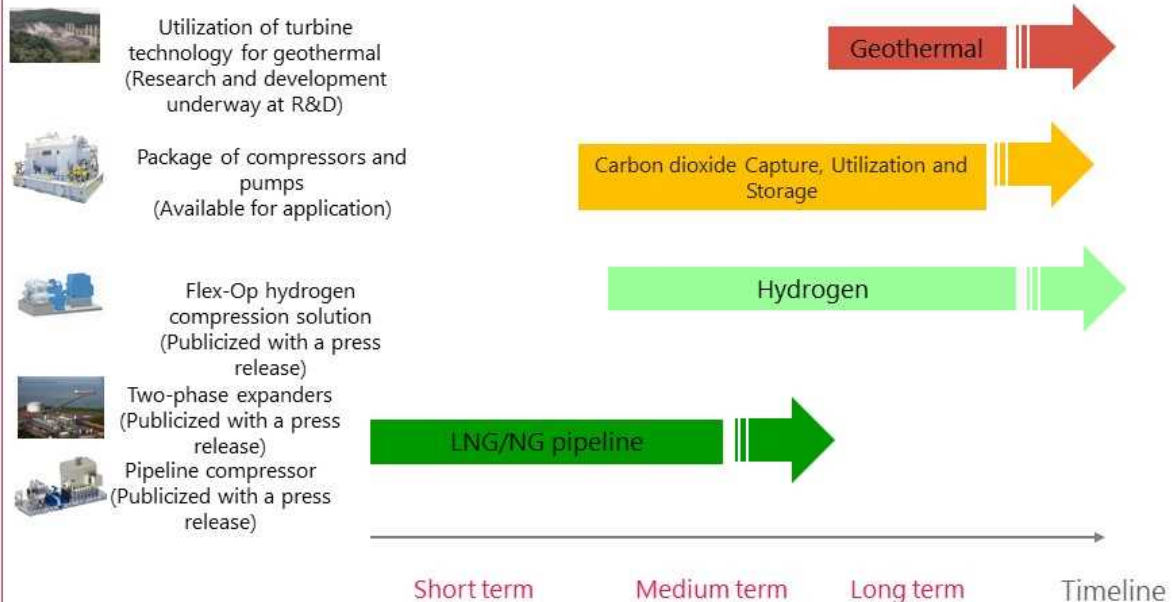 Utilization of turbine
technology for geothermal
(Research and development
underway at R&D)
Geothermal
Package of compressors and
pumps
(Available for application)
Carbon dioxide Capture, Utilization and
Storage
Flex-Op hydrogen
compression solution
(Publicized with a press
release)
Hydrogen
Two-phase expanders
(Publicized with a press
release)
LNG/NG pipeline
Pipeline compressor
(Publicized with a press
release)
Short term
Medium term
Long term
Timeline